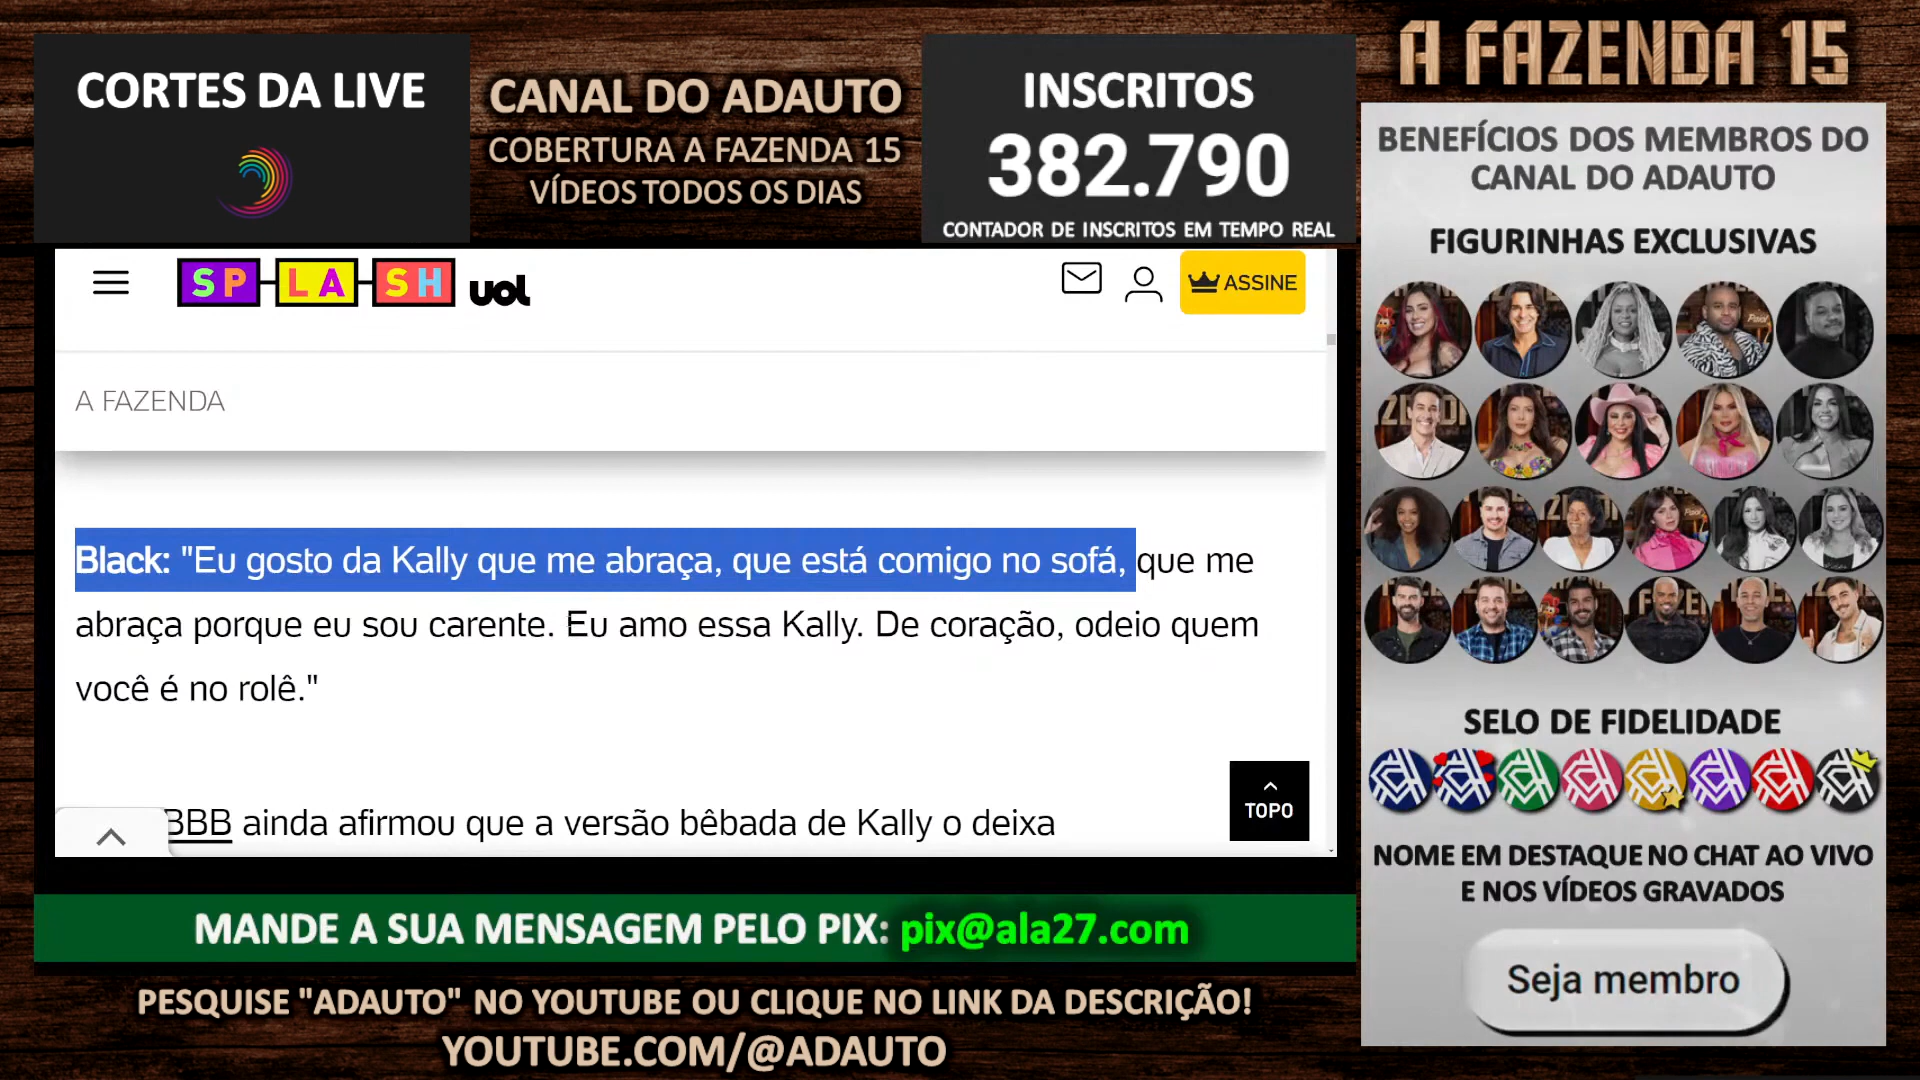 CORTES DA LIVE
CANAL DO ADAUTO
COBERTURA A FAZENDA 15
VÍDEOS TODOS OS DIAS
INSCRITOS
382.790
CONTADOR DE INSCRITOS EM TEMPO REAL
A FAZENDA 15
SPLASH uol
ASSINE
A FAZENDA
Black: "Eu gosto da Kally que me abraça, que está comigo no sofá, que me
abraça porque eu sou carente. Eu amo essa Kally. De coração, odeio quem
você é no rolê."
BBB ainda afirmou que a versão bêbada de Kally o deixa
TOPO
MANDE A SUA MENSAGEM PELO PIX: pix@ala27.com
PESQUISE "ADAUTO" NO YOUTUBE OU CLIQUE NO LINK DA DESCRIÇÃO!
YOUTUBE.COM/@ADAUTO
BENEFÍCIOS DOS MEMBROS DO
CANAL DO ADAUTO
FIGURINHAS EXCLUSIVAS
SELO DE FIDELIDADE
NOME EM DESTAQUE NO CHAT AO VIVO
E NOS VÍDEOS GRAVADOS
Seja membro